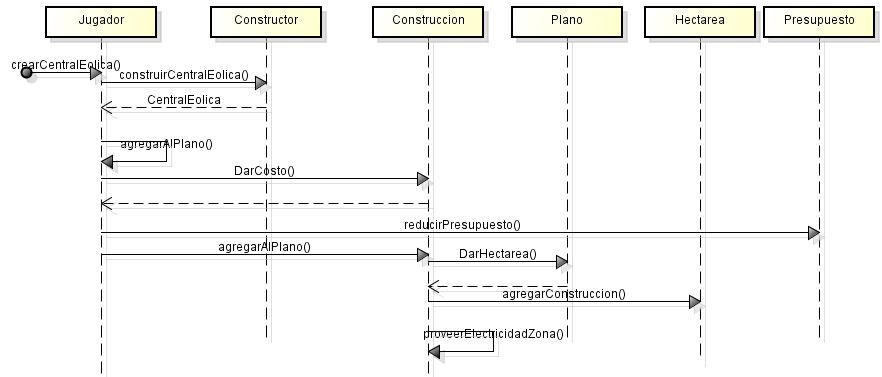 Jugador
Constructor
Construccion
Plano
Hectarea
Presupuesto
crearCentralEolica()
construirCentralEolica()
CentralEolica
agregarAlPlano()
DarCosto()
reducirPresupuesto()
agregarAlPlano()
DarHectarea()
agregarConstruccion()
proveerElectricidadZona()